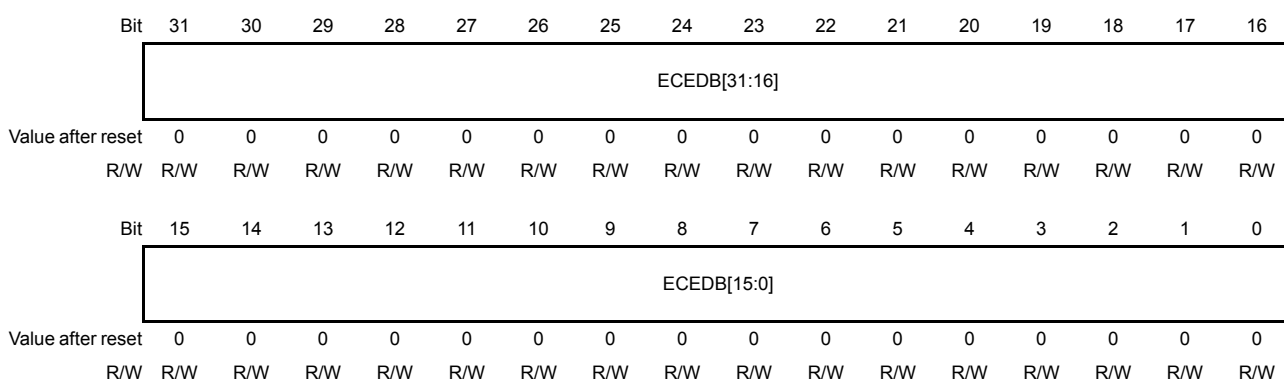 Bit 31 30 29 28 27 26 25 24 23 22 21 20 19 18 17 16
ECEDB[31:16]
Value after reset 0 0 0 0 0 0 0 0 0 0 0 0 0 0 0 0
R/W R/W R/W R/W R/W R/W R/W R/W R/W R/W R/W R/W R/W R/W R/W R/W R/W
Bit 15 14 13 12 11 10 9 8 7 6 5 4 3 2 1 0
ECEDB[15:0]
Value after reset 0 0 0 0 0 0 0 0 0 0 0 0 0 0 0 0
R/W R/W R/W R/W R/W R/W R/W R/W R/W R/W R/W R/W R/W R/W R/W R/W R/W